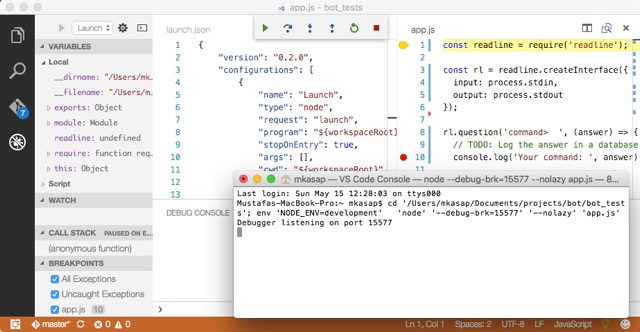 app.js - bot_tests
Launch
VARIABLES
Local
__dirname: "/Users/mk…
__filename: "/Users/m…
exports: Object
module: Module
readline: undefined
require: function req…
this: Object
Script
WATCH
CALL STACK PAUSED ON E…
(anonymous function)
BREAKPOINTS
All Exceptions
Uncaught Exceptions
app.js 10
launch.json
1 {
2 "version": "0.2.0",
3 "configurations": [
4 {
5 "name": "Launch",
6 "type": "node",
7 "request": "launch",
8 "program": "${workspaceRoot}
9 "stopOnEntry": true,
10 "args": [],
11 "cwd": "${workspaceRoot}"
DEBUG CONSOLE
app.js
1 const readline = require('readline');
2
3 const rl = readline.createInterface({
4 input: process.stdin,
5 output: process.stdout
6 });
7
8 rl.question('command> ', (answer) =>
9 // TODO: Log the answer in a database
10 console.log('Your command: ', answer)
mkasap — VS Code Console — node --debug-brk=15577 --nolazy app.js — 8…
Last login: Sun May 15 12:28:03 on ttys000
Mustafas-MacBook-Pro:~ mkasap$ cd '/Users/mkasap/Documents/projects/bot/bot_test
s'; env 'NODE_ENV=development' 'node' '--debug-brk=15577' '--nolazy' 'app.js'
Debugger listening on port 15577
7
>
master*
0
0
Ln 1, Col 1
Spaces: 2
UTF-8
LF
JavaScript